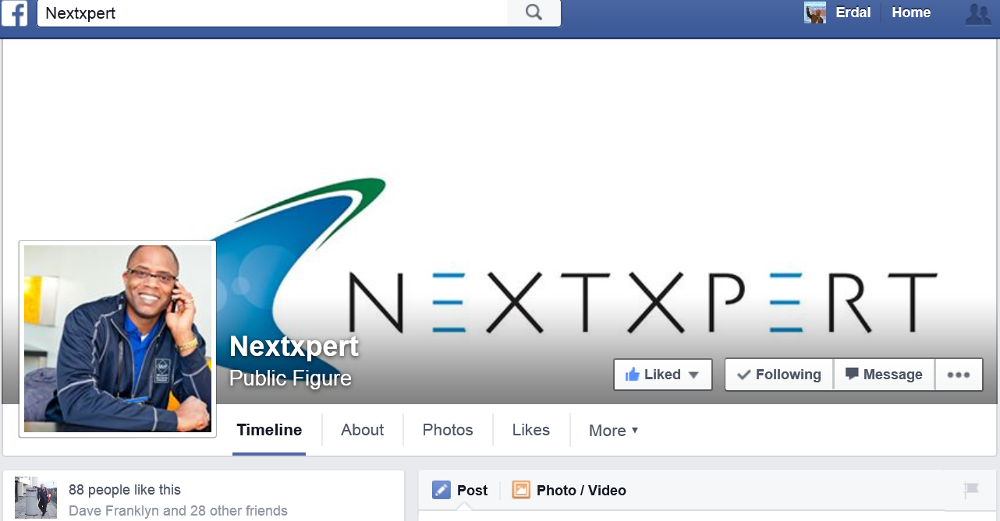 Nextxpert
Erdal
Home
NEXTXPERT
Nextxpert
Public Figure
Liked
Following
Message
Timeline
About
Photos
Likes
More
88 people like this
Dave Franklyn and 28 other friends
Post
Photo / Video